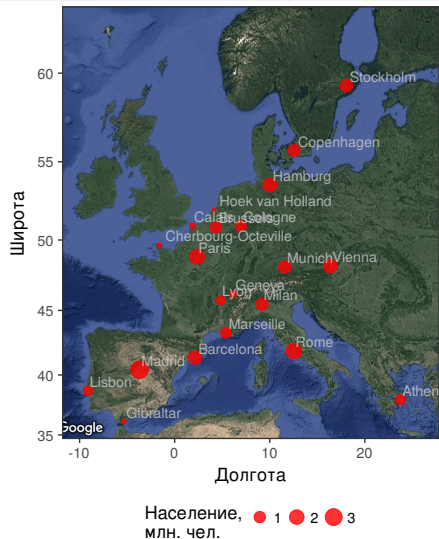 60
Stockholm
Copenhagen
55
Hamburg
Hoek van Holland
Calais
Brussels
Cologne
50
Cherbourg-Octeville
Paris
Munich
Vienna
Geneva
Lyon
Milan
45
Marseille
Rome
Barcelona
Madrid
40
Lisbon
Athen
Gibraltar
35
Google
-10 0 10 20
Широта
Долгота
Население,
млн. чел.
1 2 3